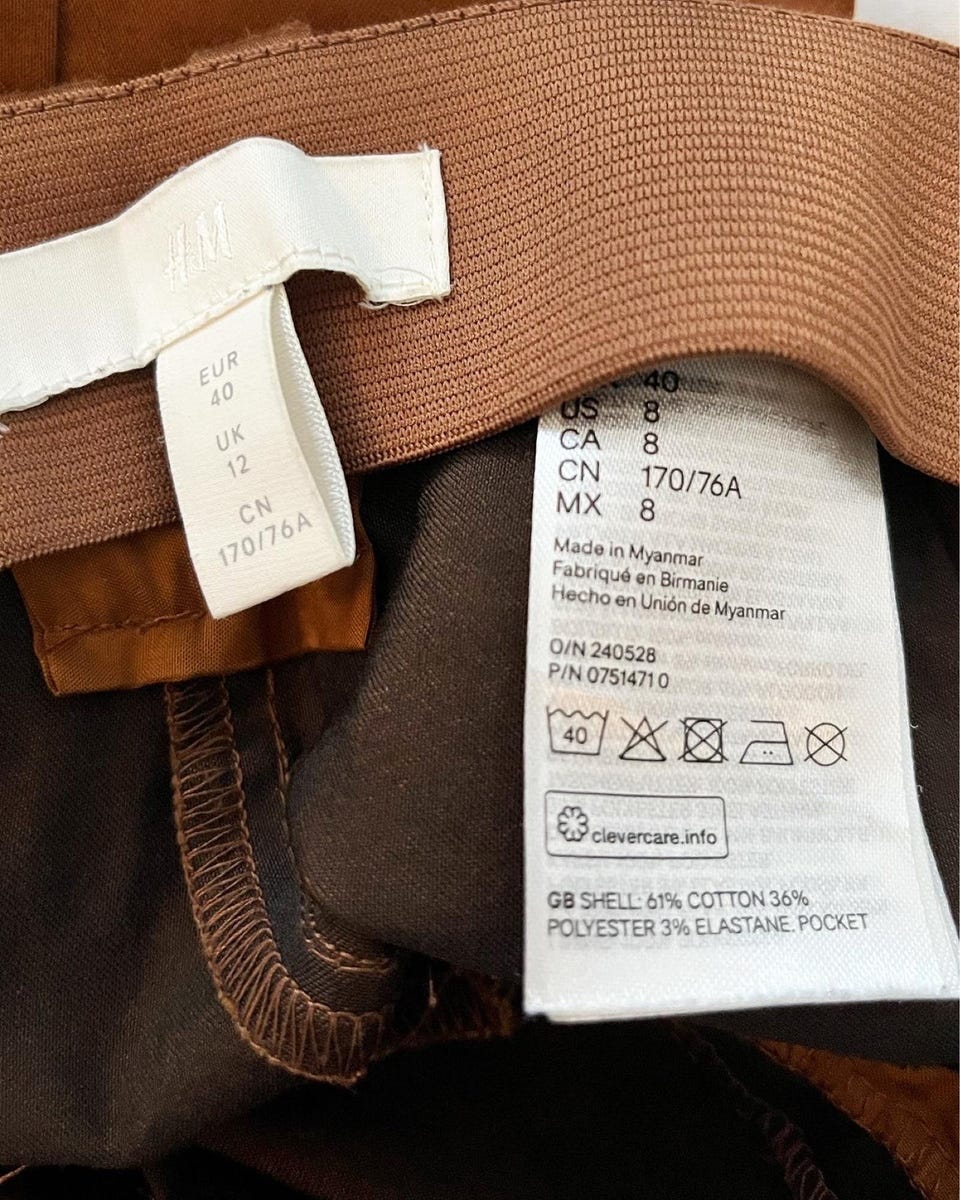 H&M
EUR
40
UK
12
CN
170/76A
40
US 8
CA 8
CN 170/76A
MX 8
Made in Myanmar
Fabriqué en Birmanie
Hecho en Unión de Myanmar
O/N 240528
P/N 0751471 0
40
clevercare.info
GB SHELL: 61% COTTON 36%
POLYESTER 3% ELASTANE. POCKET